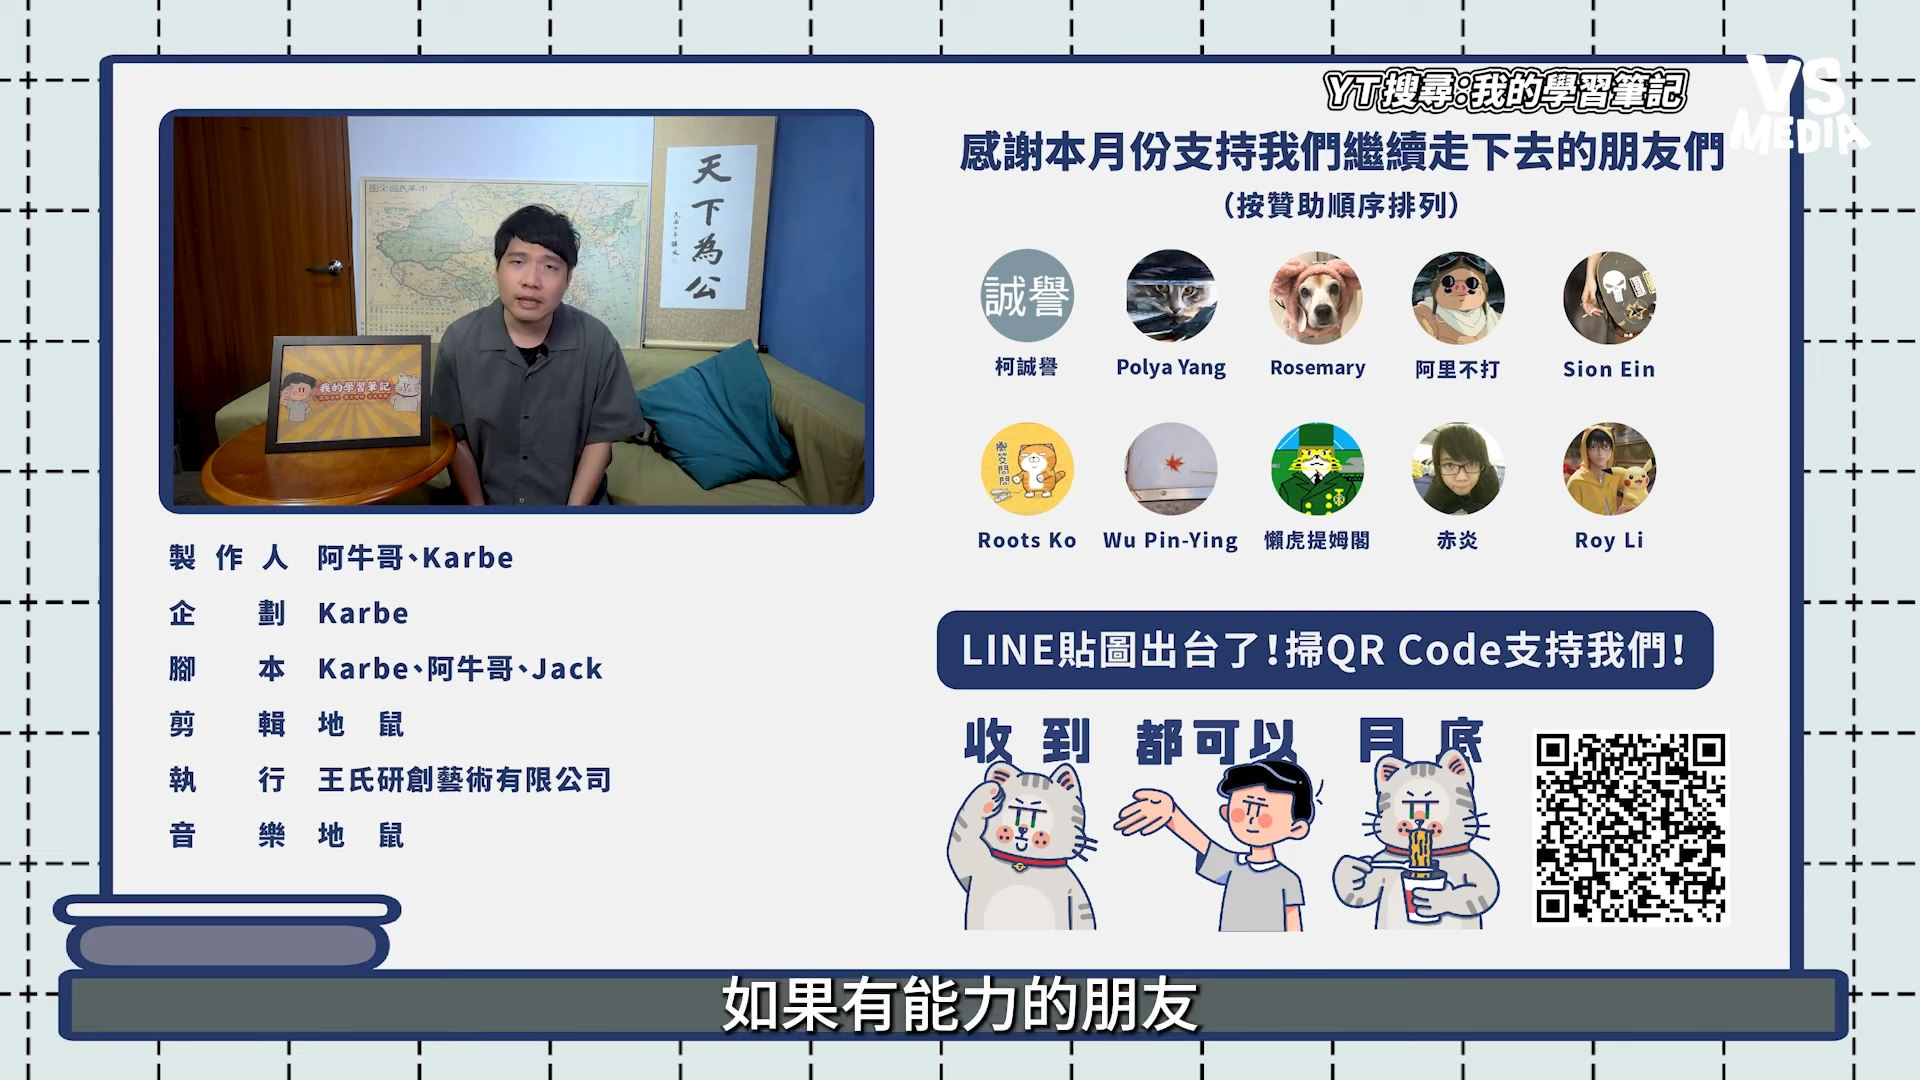 YT搜尋:我的學習筆記
VS
MEDIA
感謝本月份支持我們繼續走下去的朋友們
(按贊助順序排列)
天下為公
我的學習筆記
誠譽
柯誠譽
Polya Yang
Rosemary
阿里不打
Sion Ein
Roots Ko
Wu Pin-Ying
懶虎提姆閣
赤炎
Roy Li
製作人 阿牛哥、Karbe
企劃 Karbe
腳本 Karbe、阿牛哥、Jack
剪輯 地鼠
執行 王氏研創藝術有限公司
音樂 地鼠
LINE貼圖出台了!掃QR Code支持我們!
收到
都可以
月底
如果有能力的朋友